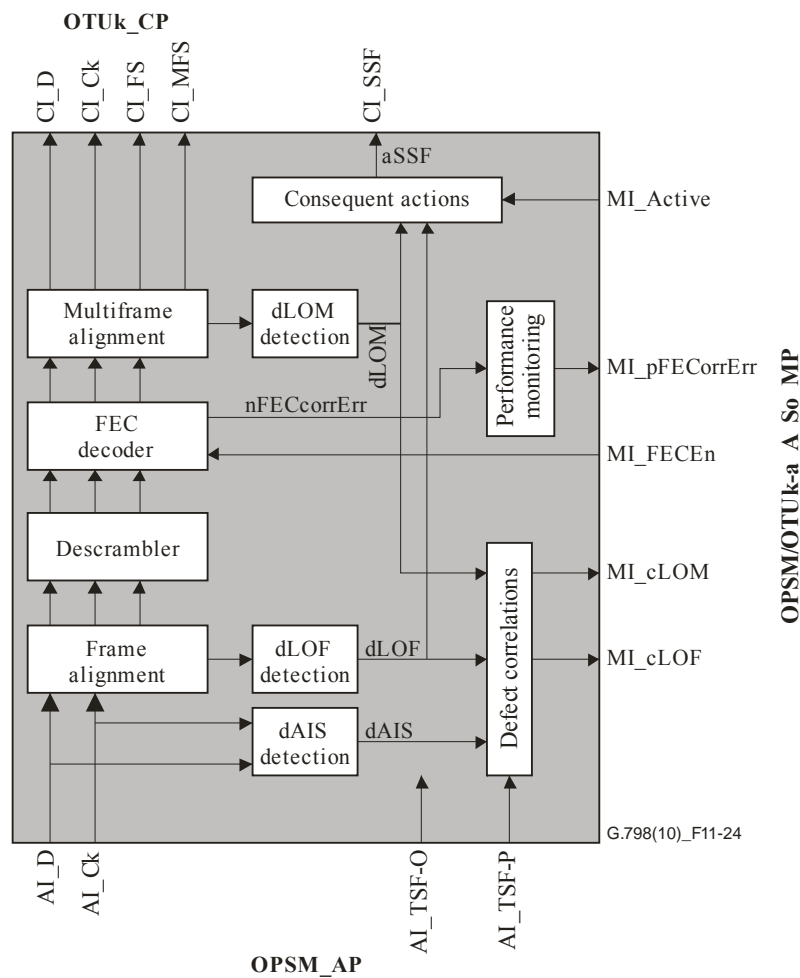 OTUk_CP
CI_D
CI_Ck
CI_FS
CI_MFS
CI_SSF
aSSF
Consequent actions
MI_Active
Multiframe
alignment
dLOM
detection
dLOM
Performance
monitoring
MI_pFECorrErr
nFECcorrErr
FEC
decoder
MI_FECEn
Descrambler
MI_cLOM
Frame
alignment
dLOF
detection
dLOF
Defect correlations
MI_cLOF
dAIS
detection
dAIS
OPSM/OTUk-a_A_So_MP
G.798(10)_F11-24
AI_D
AI_Ck
AI_TSF-O
AI_TSF-P
OPSM_AP